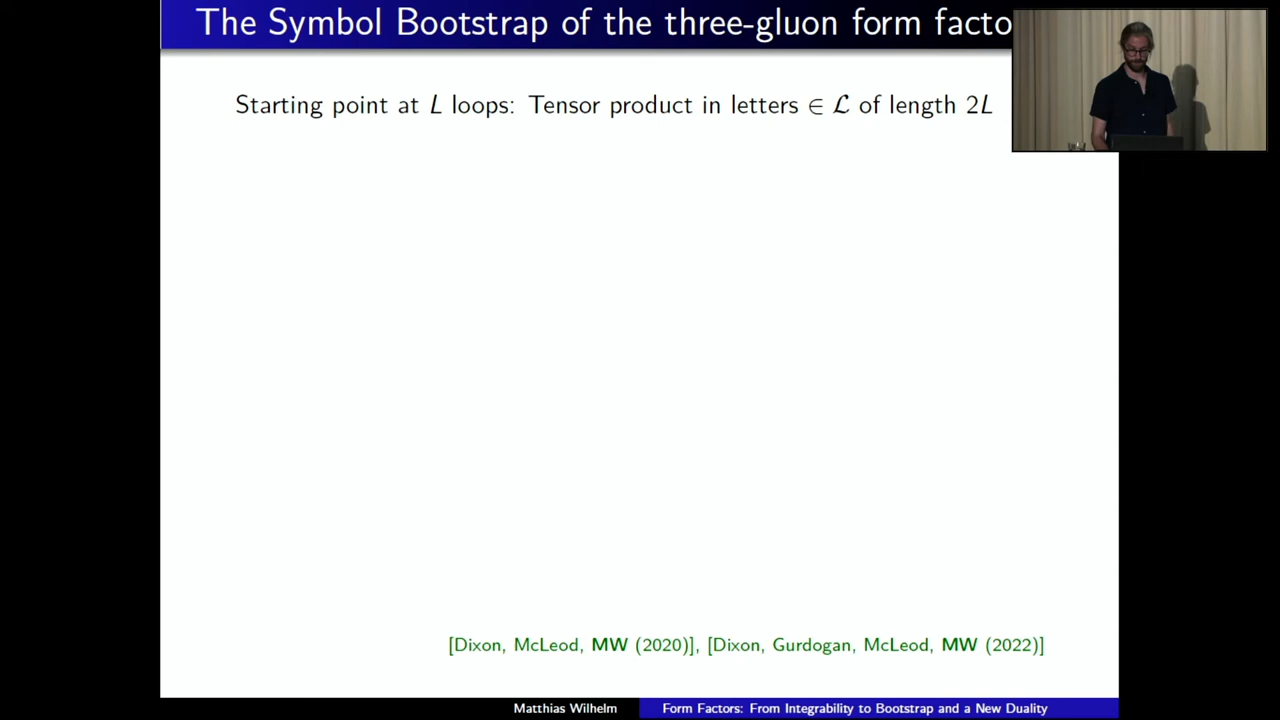 The Symbol Bootstrap of the three-gluon form facto
Starting point at L loops: Tensor product in letters ∈ ℒ of length 2L
[Dixon, McLeod, MW (2020)], [Dixon, Gurdogan, McLeod, MW (2022)]
Matthias Wilhelm Form Factors: From Integrability to Bootstrap and a New Duality